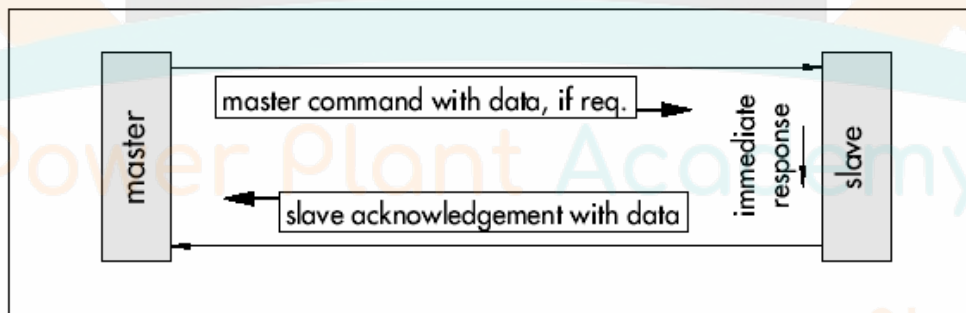 master
master command with data, if req.
immediate
response
slave
slave acknowledgement with data
Power Plant Academy